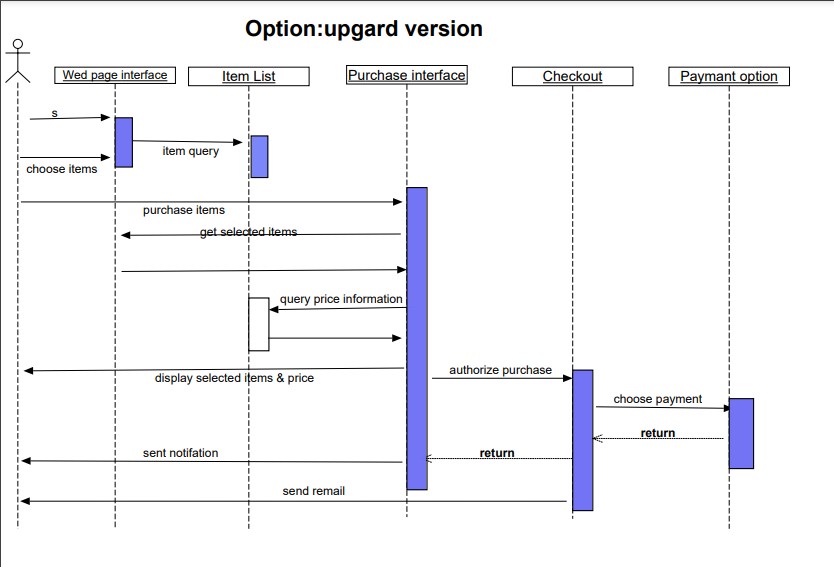 Option:upgard version
Wed page interface
Item List
Purchase interface
Checkout
Paymant option
s
item query
choose items
purchase items
get selected items
query price information
display selected items & price
authorize purchase
choose payment
return
return
sent notifation
send remail